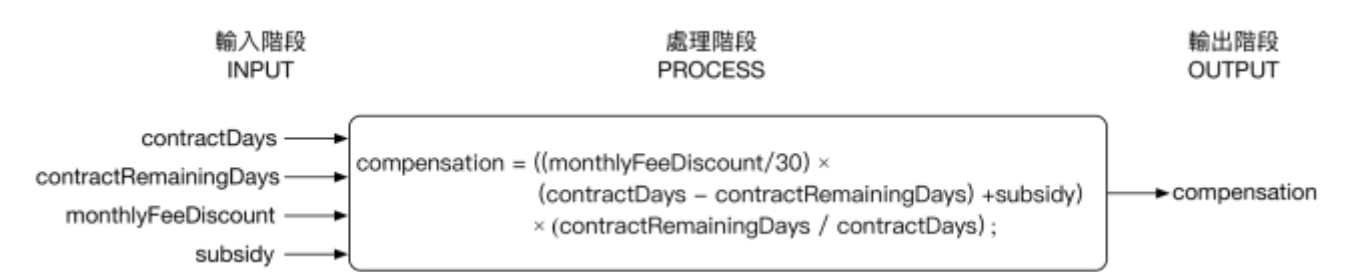 輸入階段
INPUT
處理階段
PROCESS
輸出階段
OUTPUT
contractDays
contractRemainingDays
monthlyFeeDiscount
subsidy
compensation = ((monthlyFeeDiscount/30) ×
(contractDays – contractRemainingDays) +subsidy)
× (contractRemainingDays / contractDays) ;
compensation